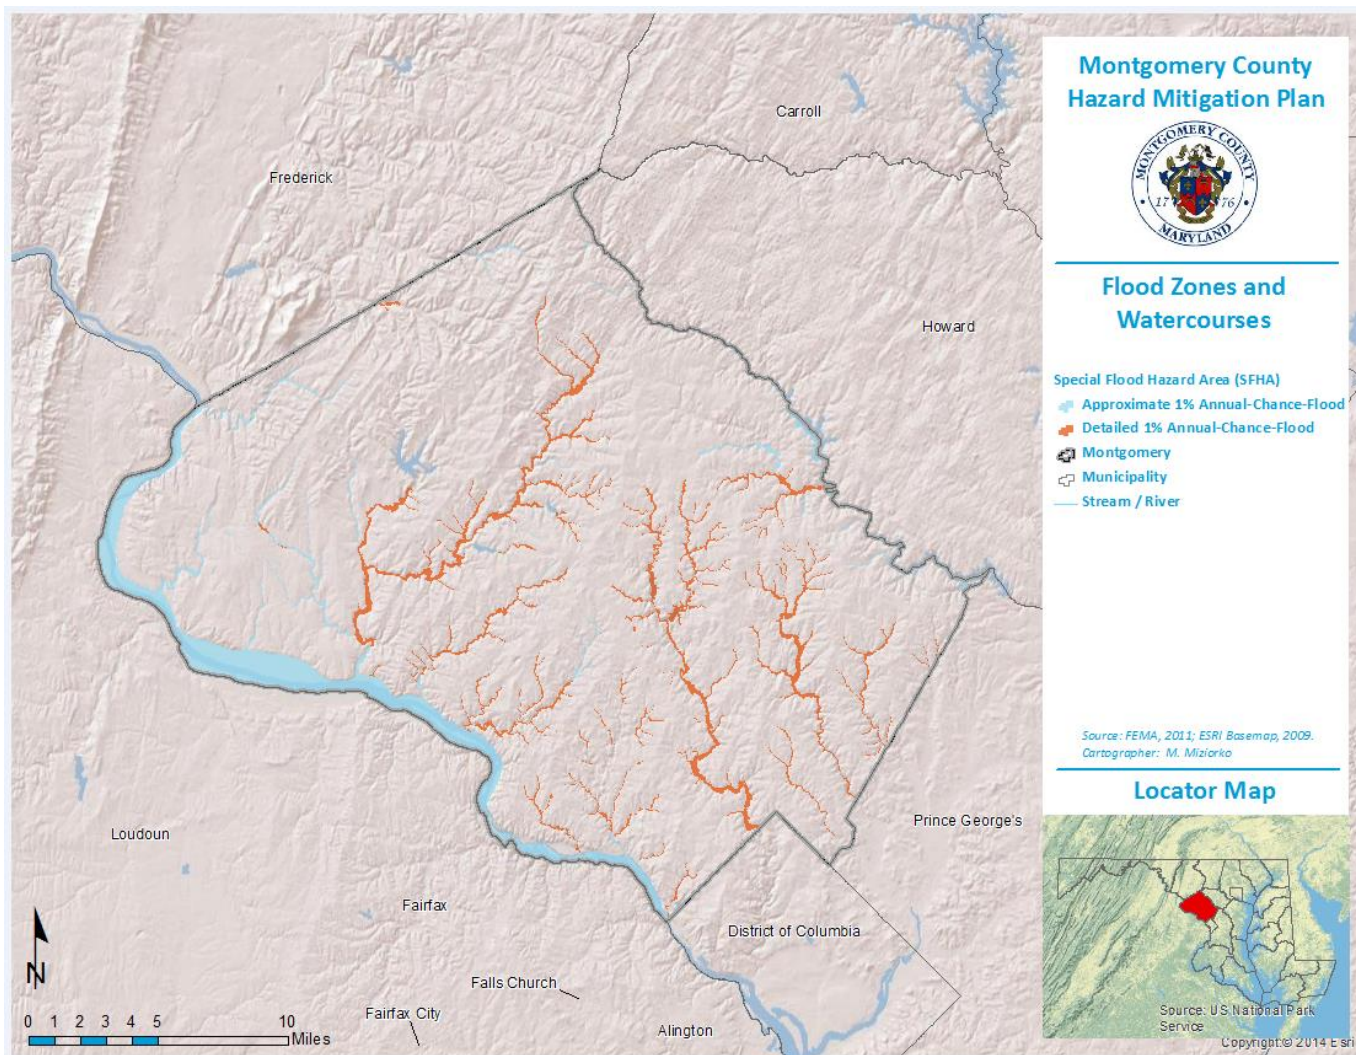 Montgomery County
Hazard Mitigation Plan
MONTGOMERY COUNTY
17 76
MARYLAND
Flood Zones and
Watercourses
Special Flood Hazard Area (SFHA)
Approximate 1% Annual-Chance-Flood
Detailed 1% Annual-Chance-Flood
Montgomery
Municipality
Stream / River
Source: FEMA, 2011; ESRI Basemap, 2009.
Cartographer: M. Miziorko
Locator Map
Source: US National Park
Service
Copyright:© 2014 Esri
Carroll
Frederick
Howard
Loudoun
Prince George's
Fairfax
District of Columbia
Falls Church
Fairfax City
Alington
N
0 1 2 3 4 5 10
Miles